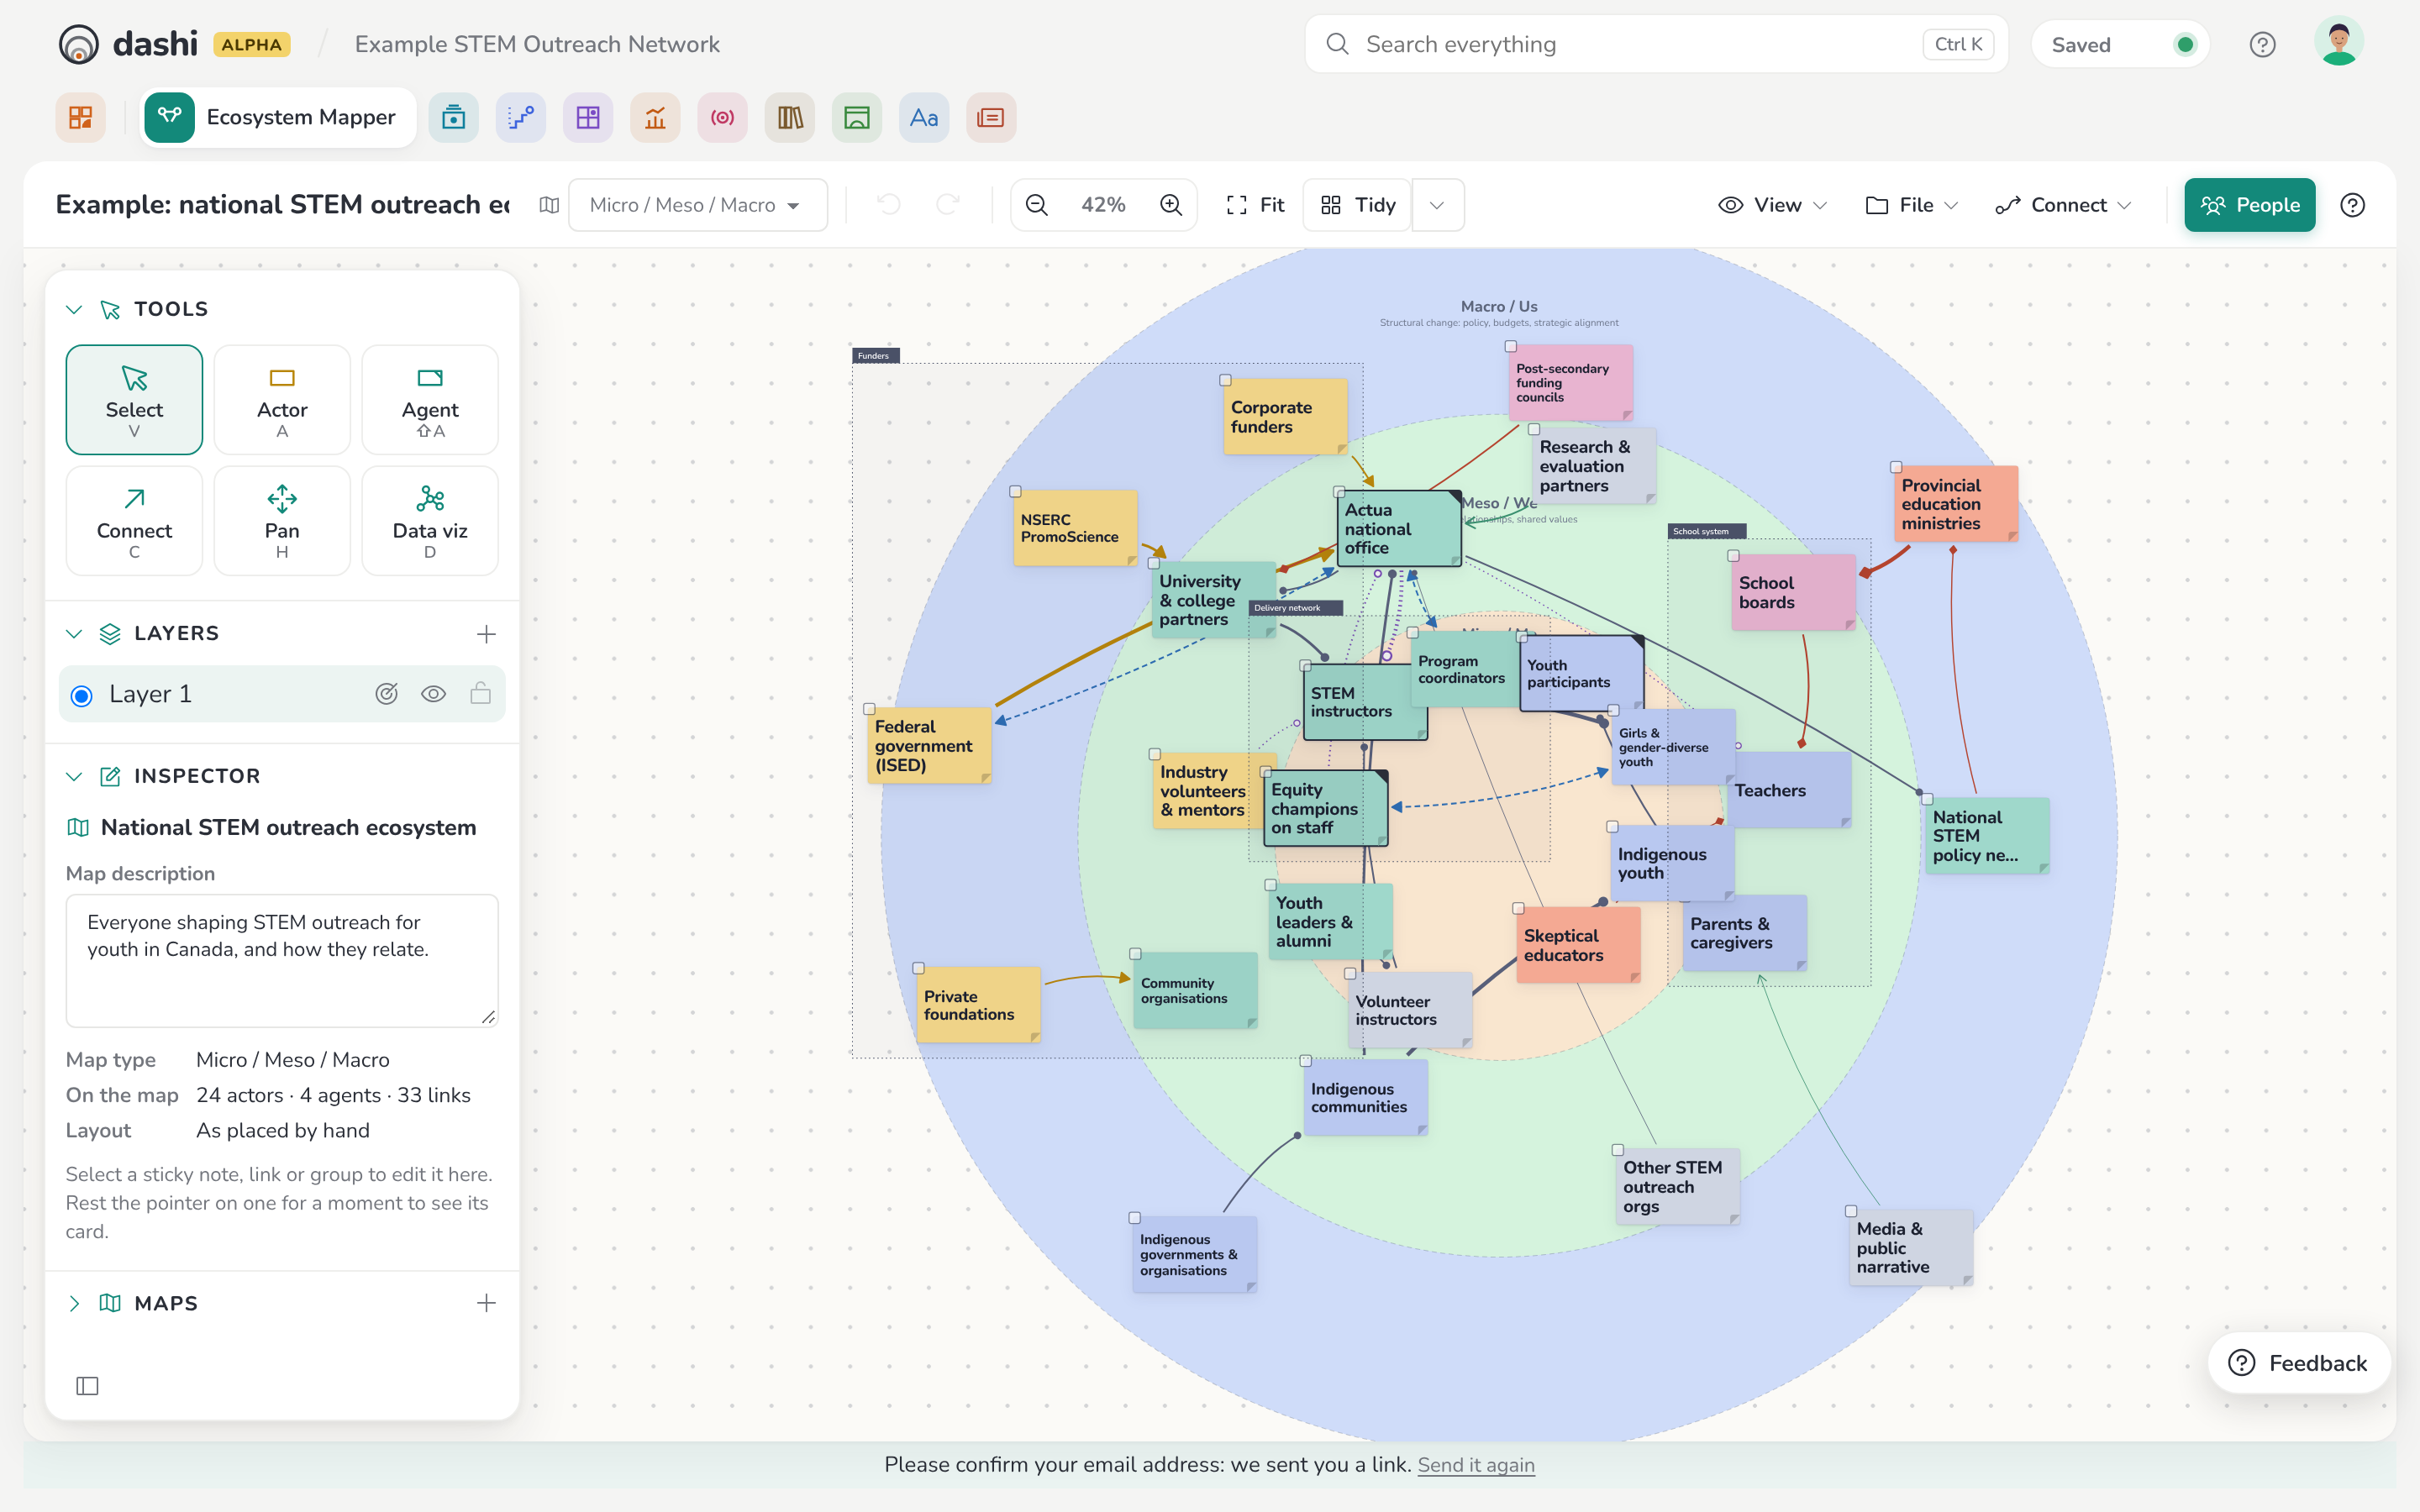 dashi ALPHA / Example STEM Outreach Network
Search everything
Ctrl K
Saved
Ecosystem Mapper
Aa
Example: national STEM outreach ec
Micro / Meso / Macro
42%
Fit
Tidy
View
File
Connect
People
TOOLS
Select
V
Actor
A
Agent
⇧A
Connect
C
Pan
H
Data viz
D
LAYERS
Layer 1
INSPECTOR
National STEM outreach ecosystem
Map description
Everyone shaping STEM outreach for
youth in Canada, and how they relate.
Map type Micro / Meso / Macro
On the map 24 actors · 4 agents · 33 links
Layout As placed by hand
Select a sticky note, link or group to edit it here.
Rest the pointer on one for a moment to see its
card.
MAPS
Macro / Us
Structural change: policy, budgets, strategic alignment
Funders
Post-secondary
funding
councils
Corporate
funders
Research &
evaluation
partners
Provincial
education
ministries
NSERC
PromoScience
Actua
national
office
Meso / We
shared values
School system
School
boards
University
& college
partners
Delivery network
Program
coordinators
Youth
participants
STEM
instructors
Federal
government
(ISED)
Girls &
gender-diverse
youth
Industry
volunteers
& mentors
Equity
champions
on staff
Teachers
National
STEM
policy ne...
Indigenous
youth
Youth
leaders &
alumni
Skeptical
educators
Parents &
caregivers
Community
organisations
Private
foundations
Volunteer
instructors
Indigenous
communities
Other STEM
outreach
orgs
Indigenous
governments &
organisations
Media &
public
narrative
Feedback
Please confirm your email address: we sent you a link. Send it again